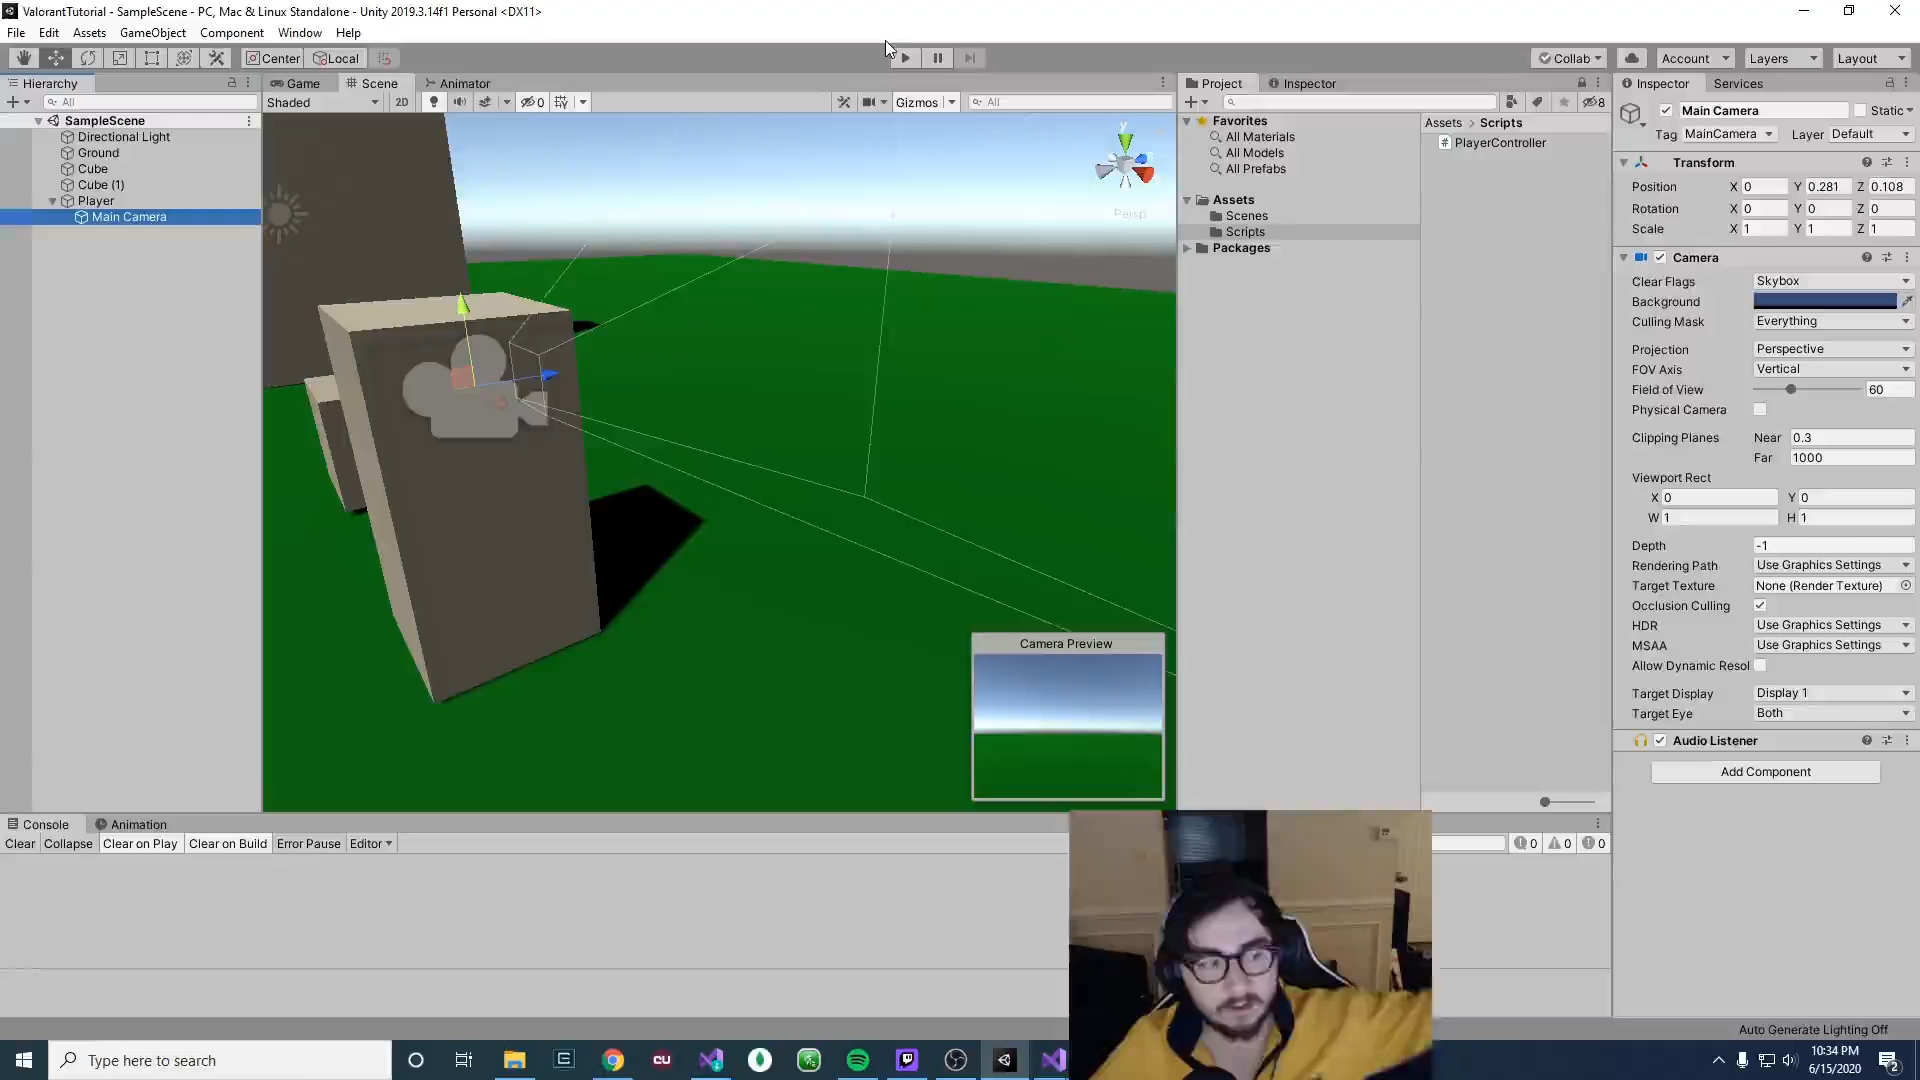 ValorantTutorial - SampleScene - PC, Mac & Linux Standalone - Unity 2019.3.14f1 Personal <DX11>
File Edit Assets GameObject Component Window Help
Center Local Collab Account Layers Layout
Hierarchy
All
SampleScene
Directional Light
Ground
Cube
Cube (1)
Player
Main Camera
Game Scene Animator
Shaded 2D 0 Gizmos All
y
Persp
Camera Preview
Project Inspector
8
Favorites
All Materials
All Models
All Prefabs
Assets
Scenes
Scripts
Packages
Assets > Scripts
# PlayerController
Inspector Services
Main Camera Static
Tag MainCamera Layer Default
Transform
Position X 0 Y 0.281 Z 0.108
Rotation X 0 Y 0 Z 0
Scale X 1 Y 1 Z 1
Camera
Clear Flags Skybox
Background
Culling Mask Everything
Projection Perspective
FOV Axis Vertical
Field of View 60
Physical Camera
Clipping Planes Near 0.3
Far 1000
Viewport Rect
X 0 Y 0
W 1 H 1
Depth -1
Rendering Path Use Graphics Settings
Target Texture None (Render Texture)
Occlusion Culling
HDR Use Graphics Settings
MSAA Use Graphics Settings
Allow Dynamic Resol
Target Display Display 1
Target Eye Both
Audio Listener
Add Component
Console Animation
Clear Collapse Clear on Play Clear on Build Error Pause Editor
0 0 0
Auto Generate Lighting Off
Type here to search
CU
10:34 PM
6/15/2020
2